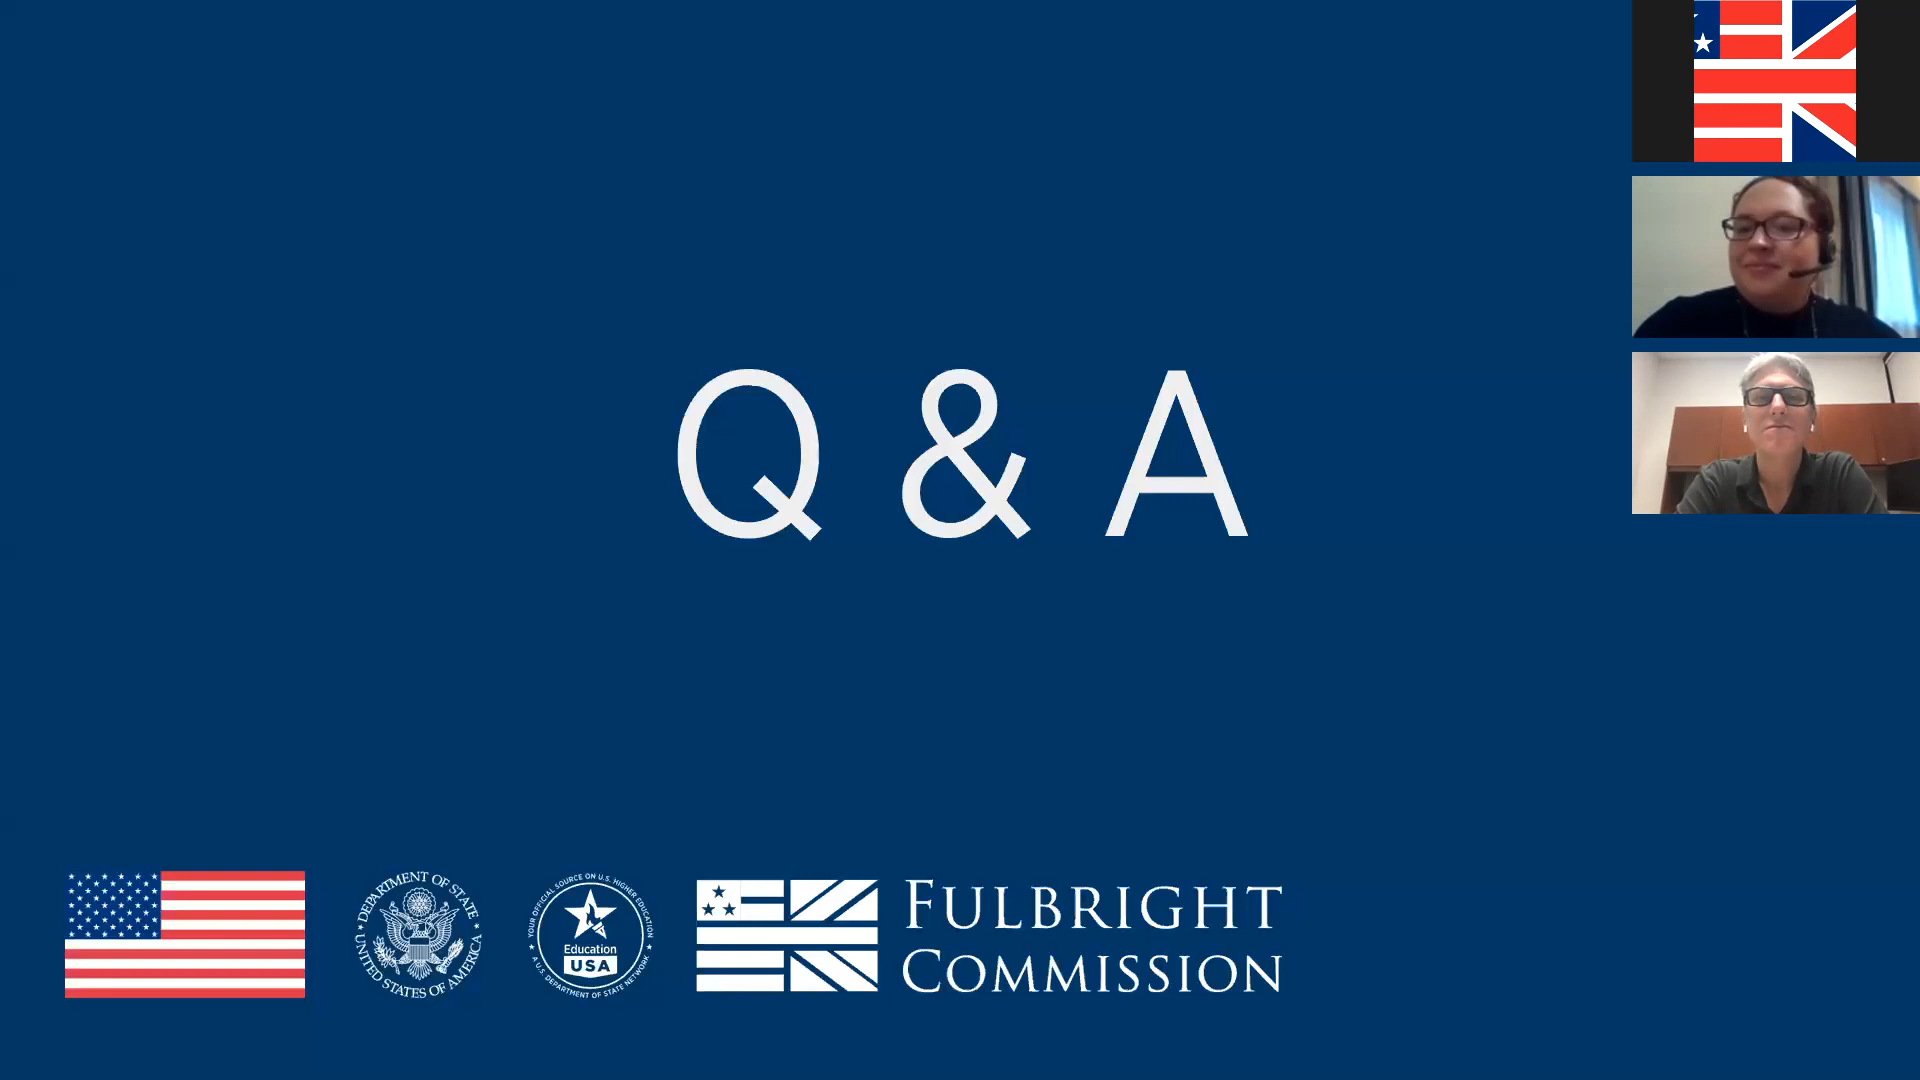 Q & A
DEPARTMENT OF STATE
UNITED STATES OF AMERICA
YOUR OFFICIAL SOURCE ON U.S. HIGHER EDUCATION
Education
USA
A U.S. DEPARTMENT OF STATE NETWORK
FULBRIGHT
COMMISSION